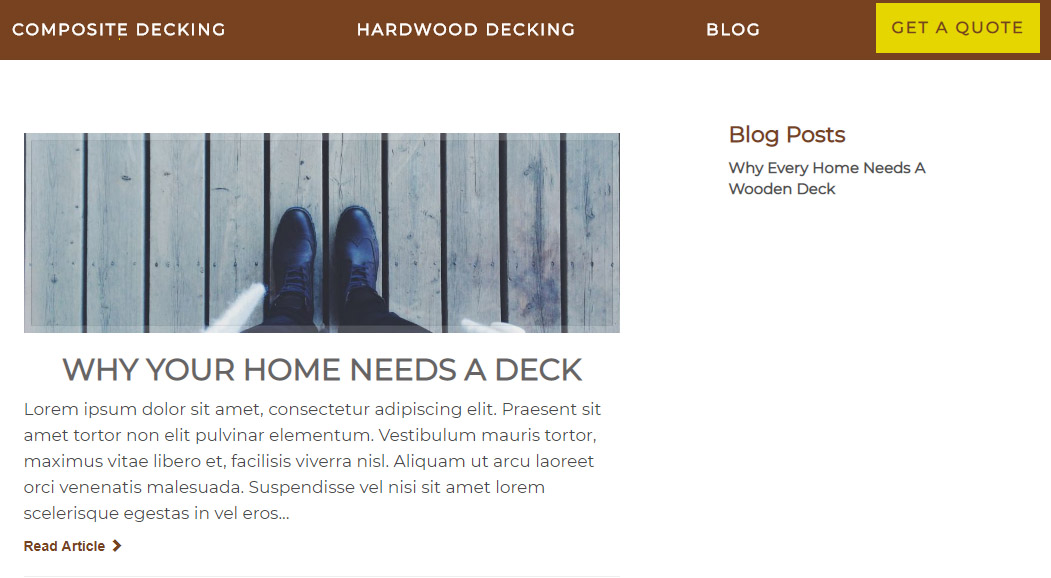 COMPOSITE DECKING
HARDWOOD DECKING
BLOG
GET A QUOTE
WHY YOUR HOME NEEDS A DECK
Lorem ipsum dolor sit amet, consectetur adipiscing elit. Praesent sit
amet tortor non elit pulvinar elementum. Vestibulum mauris tortor,
maximus vitae libero et, facilisis viverra nisl. Aliquam ut arcu laoreet
orci venenatis malesuada. Suspendisse vel nisi sit amet lorem
scelerisque egestas in vel eros...
Read Article
Blog Posts
Why Every Home Needs A
Wooden Deck